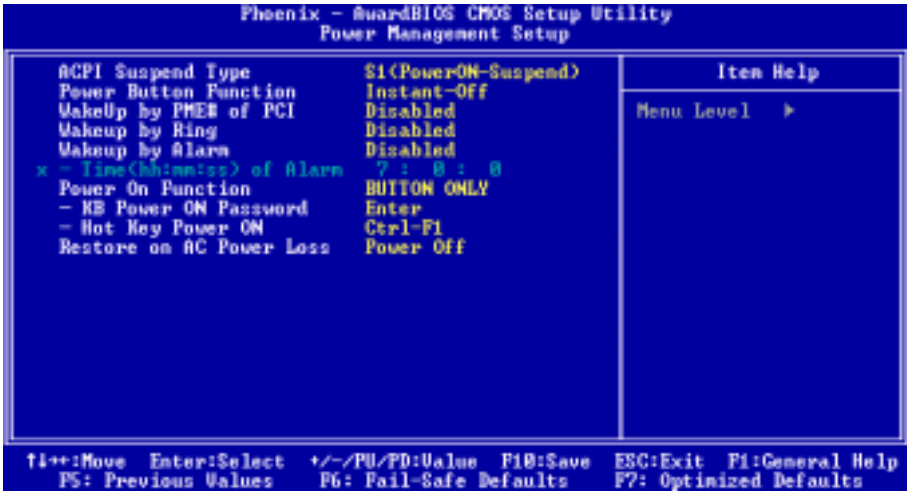 Phoenix - AwardBIOS CMOS Setup Utility
Power Management Setup
ACPI Suspend Type S1(PowerON-Suspend)
Power Button Function Instant-Off
WakeUp by PME# of PCI Disabled
Wakeup by Ring Disabled
Wakeup by Alarm Disabled
x - Time(hh:mm:ss) of Alarm 7 : 0 : 0
Power On Function BUTTON ONLY
- KB Power ON Password Enter
- Hot Key Power ON Ctrl-F1
Restore on AC Power Loss Power Off
Item Help
Menu Level ▶
↑↓→←:Move Enter:Select +/-/PU/PD:Value F10:Save ESC:Exit F1:General Help
F5: Previous Values F6: Fail-Safe Defaults F7: Optimized Defaults